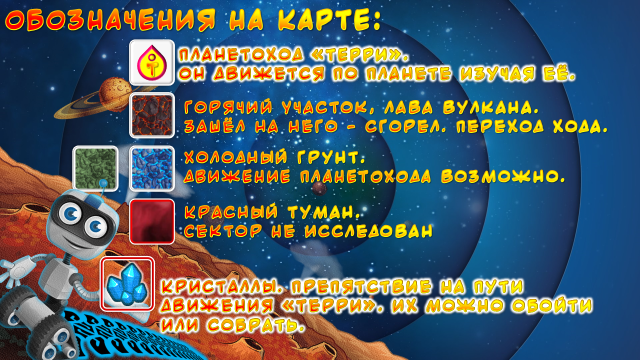 ОБОЗНАЧЕНИЯ НА КАРТЕ:
ПЛАНЕТОХОД «ТЕРРИ».
ОН ДВИЖЕТСЯ ПО ПЛАНЕТЕ ИЗУЧАЯ ЕЁ.
ГОРЯЧИЙ УЧАСТОК, ЛАВА ВУЛКАНА.
ЗАШЁЛ НА НЕГО - СГОРЕЛ. ПЕРЕХОД ХОДА.
ХОЛОДНЫЙ ГРУНТ:
ДВИЖЕНИЕ ПЛАНЕТОХОДА ВОЗМОЖНО.
КРАСНЫЙ ТУМАН.
СЕКТОР НЕ ИССЛЕДОВАН
КРИСТАЛЛЫ. ПРЕПЯТСТВИЕ НА ПУТИ
ДВИЖЕНИЯ «ТЕРРИ». ИХ МОЖНО ОБОЙТИ
ИЛИ СОБРАТЬ.